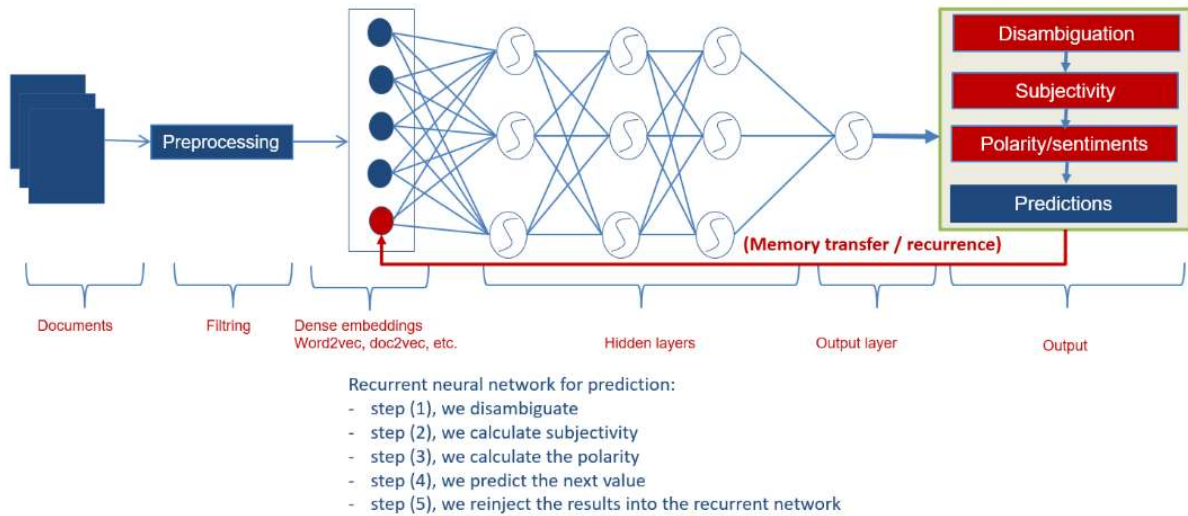 Disambiguation
Subjectivity
Preprocessing
Polarity/sentiments
Predictions
(Memory transfer / recurrence)
Documents
Filtring
Dense embeddings
Word2vec, doc2vec, etc.
Hidden layers
Output layer
Output
Recurrent neural network for prediction:
- step (1), we disambiguate
- step (2), we calculate subjectivity
- step (3), we calculate the polarity
- step (4), we predict the next value
- step (5), we reinject the results into the recurrent network